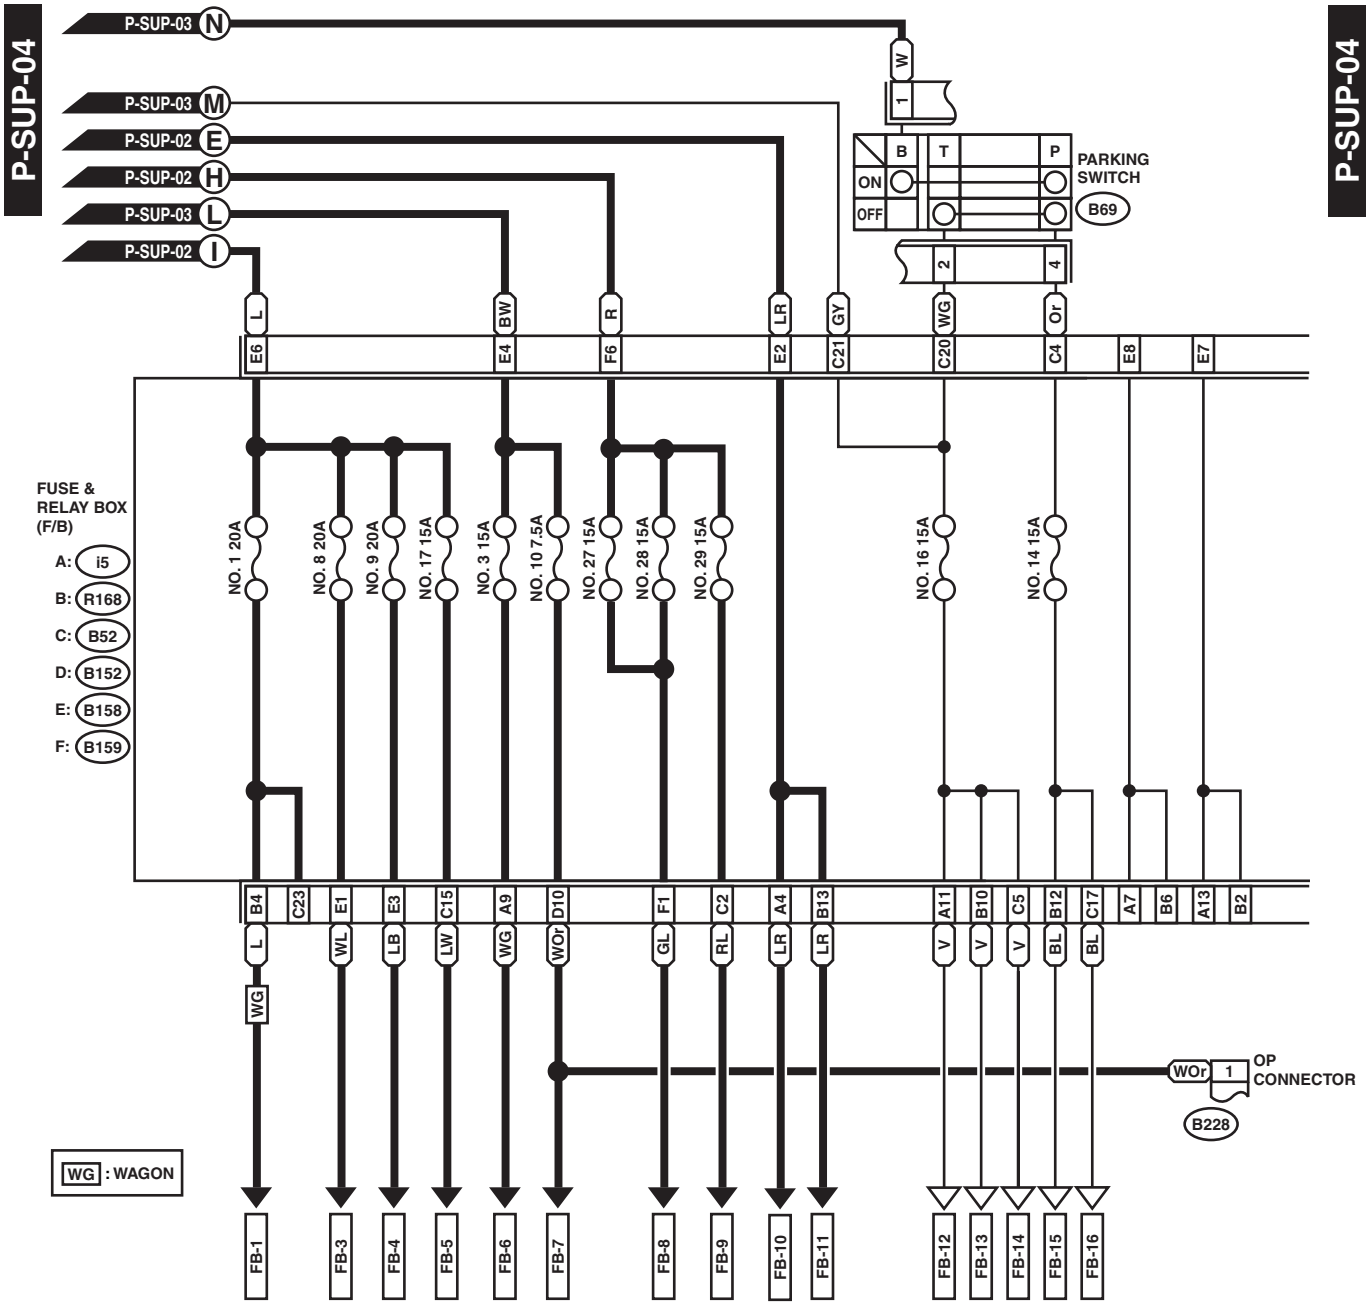 P-SUP-04
P-SUP-04
P-SUP-03 N
P-SUP-03 M
P-SUP-02 E
P-SUP-02 H
P-SUP-03 L
P-SUP-02 I
W
1
B T P
ON
OFF
PARKING
SWITCH
B69
2 4
L BW R LR GY WG Or
E6 E4 F6 E2 C21 C20 C4 E8 E7
FUSE &
RELAY BOX
(F/B)
A: i5
B: R168
C: B52
D: B152
E: B158
F: B159
NO. 1 20A
NO. 8 20A
NO. 9 20A
NO. 17 15A
NO. 3 15A
NO. 10 7.5A
NO. 27 15A
NO. 28 15A
NO. 29 15A
NO. 16 15A
NO. 14 15A
B4 C23 E1 E3 C15 A9 D10 F1 C2 A4 B13 A11 B10 C5 B12 C17 A7 B6 A13 B2
L WL LB LW WG WOr GL RL LR LR V V V BL BL
WG
WOr 1
OP
CONNECTOR
B228
WG : WAGON
FB-1 FB-3 FB-4 FB-5 FB-6 FB-7 FB-8 FB-9 FB-10 FB-11 FB-12 FB-13 FB-14 FB-15 FB-16